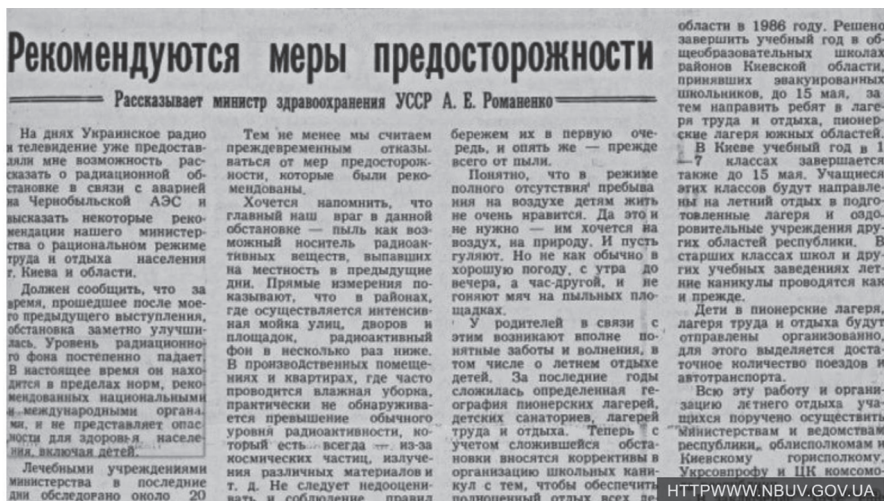 Рекомендуются меры предосторожности
Рассказывает министр здравоохранения УССР А. Е. Романенко
На днях Украинское радио
и телевидение уже предостав-
ляли мне возможность рас-
сказать о радиационной об-
становке в связи с аварией
на Чернобыльской АЭС и
высказать некоторые реко-
мендации нашего министер-
ства о рациональном режиме
труда и отдыха населения
г. Киева и области.
Должен сообщить, что за
время, прошедшее после мое-
го предыдущего выступления,
обстановка заметно улучши-
лась. Уровень радиационно-
го фона постепенно падает.
В настоящее время он нахо-
дится в пределах норм, реко-
мендованных национальными
и международными органа-
ми, и не представляет опас-
ности для здоровья населе-
ния, включая детей.
Лечебными учреждениями
министерства в последние
дни обследовано около 20
Тем не менее мы считаем
преждевременным отказы-
ваться от мер предосторож-
ности, которые были реко-
мендованы.
Хочется напомнить, что
главный наш враг в данной
обстановке — пыль как воз-
можный носитель радиоак-
тивных веществ, выпавших
на местность в предыдущие
дни. Прямые измерения по-
казывают, что в районах,
где осуществляется интенсив-
ная мойка улиц, дворов и
площадок, радиоактивный
фон в несколько раз ниже.
В производственных помеще-
ниях и квартирах, где часто
проводится влажная уборка,
практически не обнаружива-
ется превышение обычного
уровня радиоактивности, ко-
торый есть всегда — из-за
космических частиц, излуче-
ния различных материалов и
т. д. Не следует недооцени-
вать и соблюдение правил
бережем их в первую оче-
редь, и опять же — прежде
всего от пыли.
Понятно, что в режиме
полного отсутствия пребыва
ния на воздухе детям жить
не очень нравится. Да это и
не нужно — им хочется на
воздух, на природу. И пусть
гуляют. Но не как обычно в
хорошую погоду, с утра до
вечера, а час-другой, и не
гоняют мяч на пыльных пло-
щадках.
У родителей в связи с
этим возникают вполне по-
нятные заботы и волнения, в
том числе о летнем отдыхе
детей. За последние годы
сложилась определенная ге-
ография пионерских лагерей,
детских санаториев, лагерей
труда и отдыха. Теперь с
учетом сложившейся обста-
новки вносятся коррективы в
организацию школьных кани-
кул с тем, чтобы обеспечить
полноценный отдых всех де-
области в 1986 году. Решено
завершить учебный год в об-
щеобразовательных школах
районов Киевской области,
принявших эвакуированных
школьников, до 15 мая, за
тем направить ребят в лаге-
ря труда и отдыха, пионер-
ские лагеря южных областей.
В Киеве учебный год в 1
—7 классах завершается
также до 15 мая. Учащиеся
этих классов будут направле-
ны на летний отдых в подго-
товленные лагеря и оздо-
ровительные учреждения дру-
гих областей республики. В
старших классах школ и дру-
гих учебных заведениях лет-
ние каникулы проводятся как
и прежде.
Дети в пионерские лагеря,
лагеря труда и отдыха будут
отправлены организованно,
для этого выделяется доста-
точное количество поездов и
автотранспорта.
Всю эту работу и органи-
зацию летнего отдыха уча-
щихся поручено осуществить
министерствам и ведомствам
республики, облисполкомам и
Киевскому горисполкому,
Укрсовпрофу и ЦК комсомо-
HTTPWWW.NBUV.GOV.UA